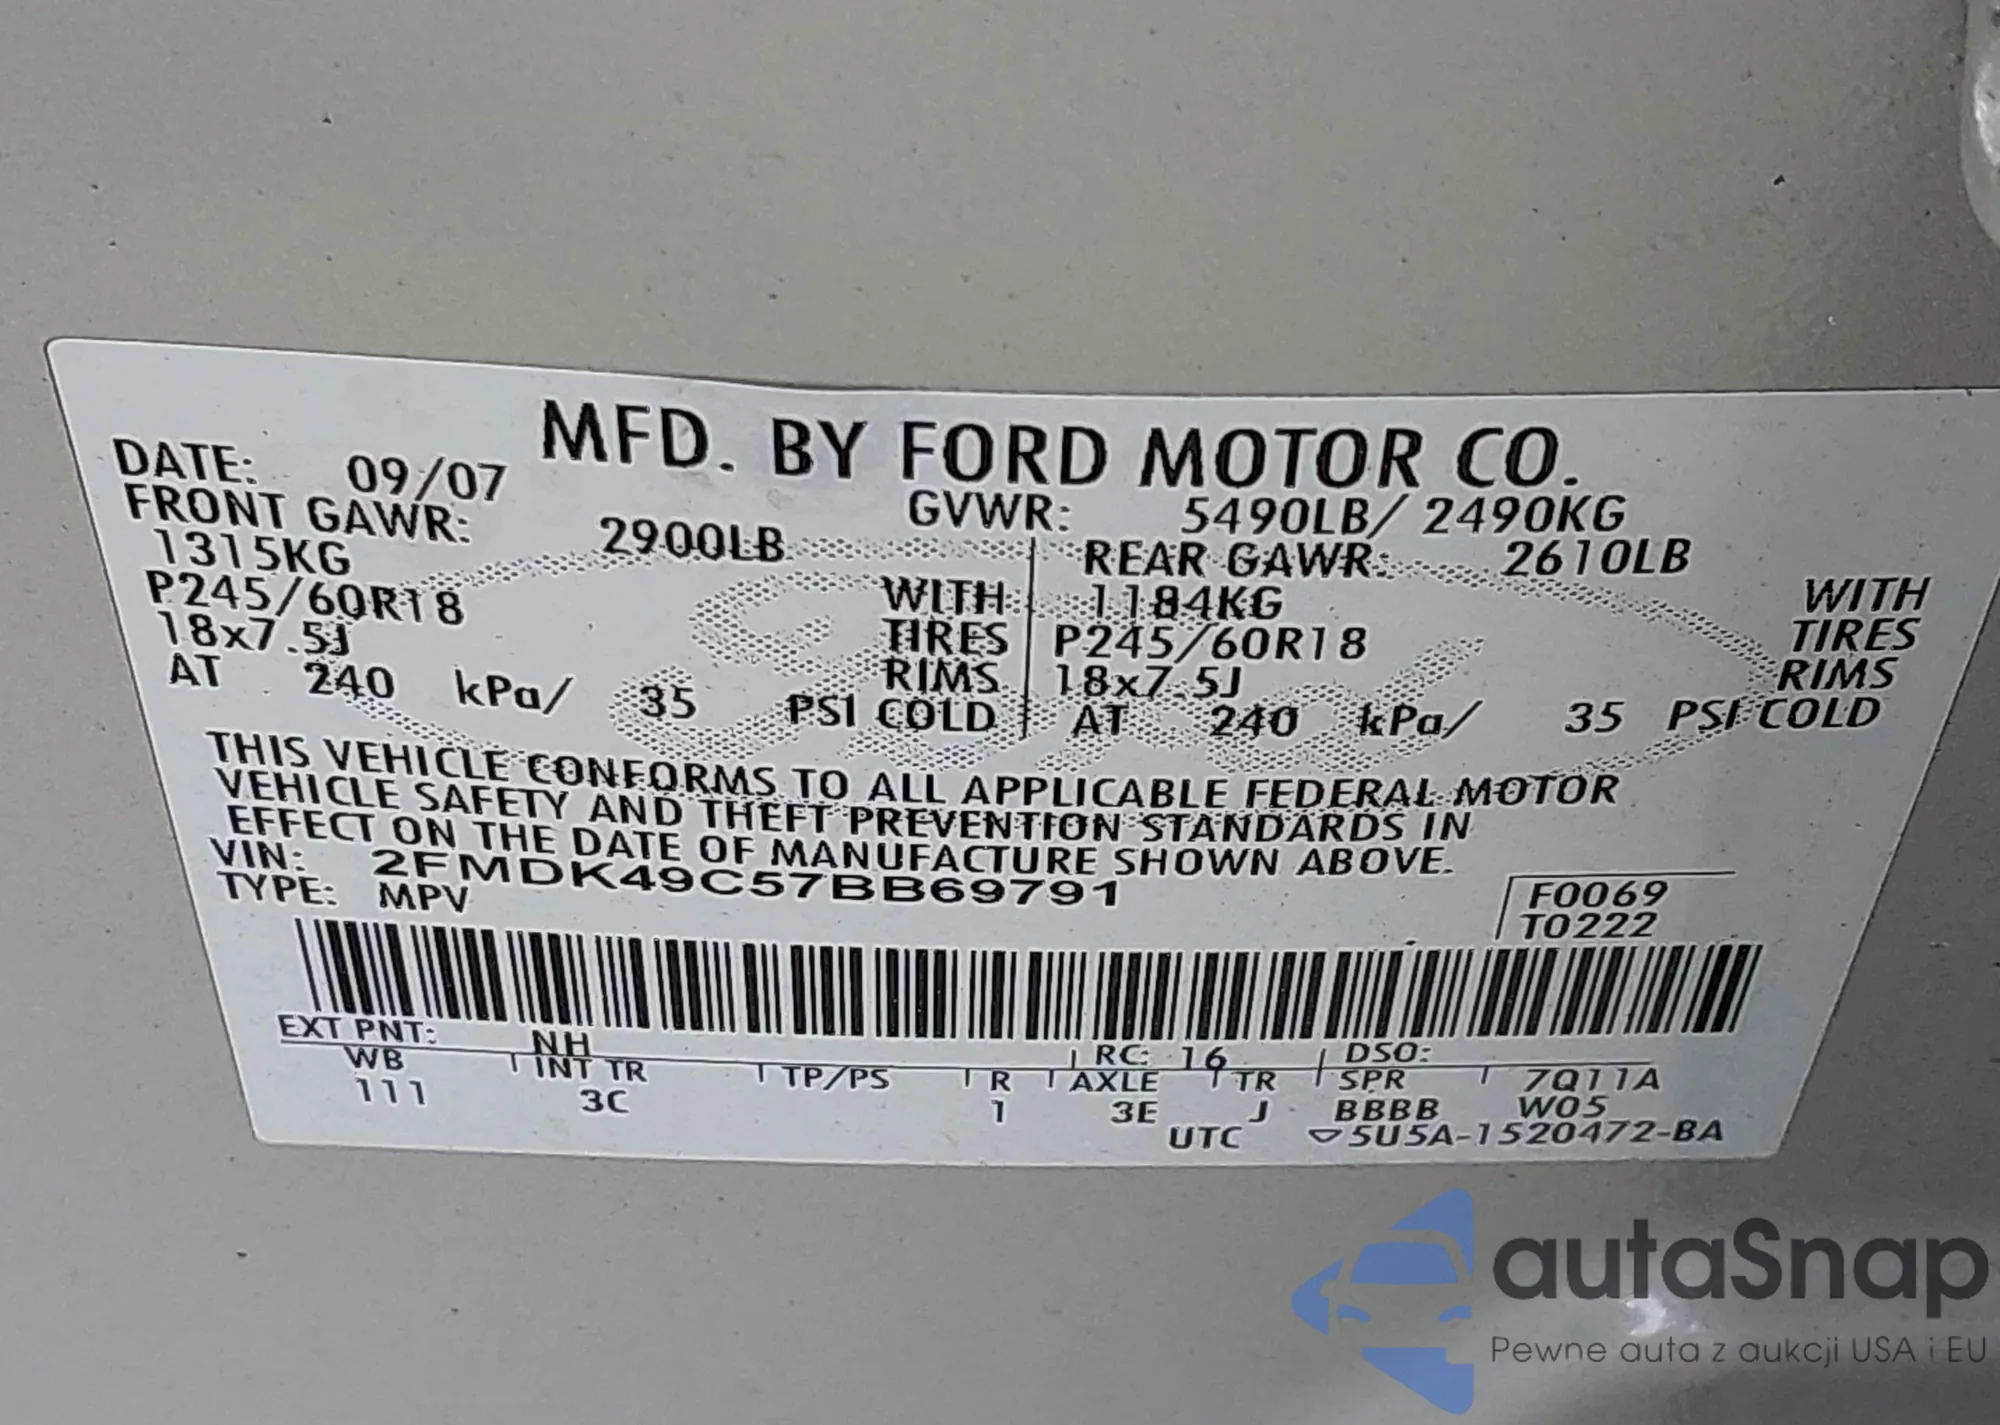 MFD. BY FORD MOTOR CO.
DATE: 09/07 GVWR: 5490LB/ 2490KG
FRONT GAWR: 2900LB REAR GAWR: 2610LB
1315KG WITH 1184KG WITH
P245/60R18 TIRES P245/60R18 TIRES
18x7.5J RIMS 18x7.5J RIMS
AT 240 kPa/ 35 PSI COLD AT 240 kPa/ 35 PSI COLD
THIS VEHICLE CONFORMS TO ALL APPLICABLE FEDERAL MOTOR
VEHICLE SAFETY AND THEFT PREVENTION STANDARDS IN
EFFECT ON THE DATE OF MANUFACTURE SHOWN ABOVE.
VIN: 2FMDK49C57BB69791
TYPE: MPV
F0069
T0222
EXT PNT: NH RC: 16 DSO:
WB INT TR TP/PS R AXLE TR SPR 7Q11A
111 3C 1 3E J BBBB W05
UTC 5U5A-1520472-BA
autaSnap
Pewne auta z aukcji USA i EU